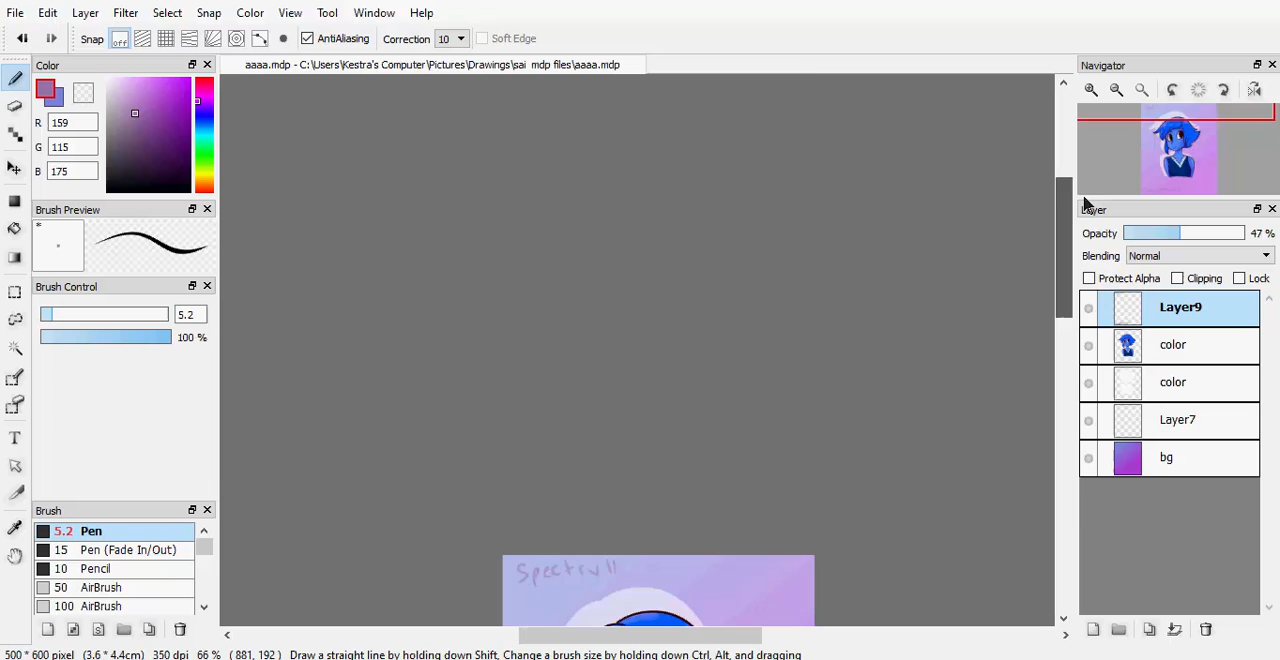 File Edit Layer Filter Select Snap Color View Tool Window Help
Snap off AntiAliasing Correction 10 Soft Edge
Color
aaaa.mdp - C:\Users\Kestra's Computer\Pictures\Drawings\sai mdp files\aaaa.mdp
Navigator
R 159
G 115
B 175
Brush Preview
*
Brush Control
5.2
100 %
Brush
5.2 Pen
15 Pen (Fade In/Out)
10 Pencil
50 AirBrush
100 AirBrush
Layer
Opacity 47 %
Blending Normal
Protect Alpha Clipping Lock
Layer9
color
color
Layer7
bg
500 * 600 pixel (3.6 * 4.4cm) 350 dpi 66 % ( 881, 192 ) Draw a straight line by holding down Shift, Change a brush size by holding down Ctrl, Alt, and dragging